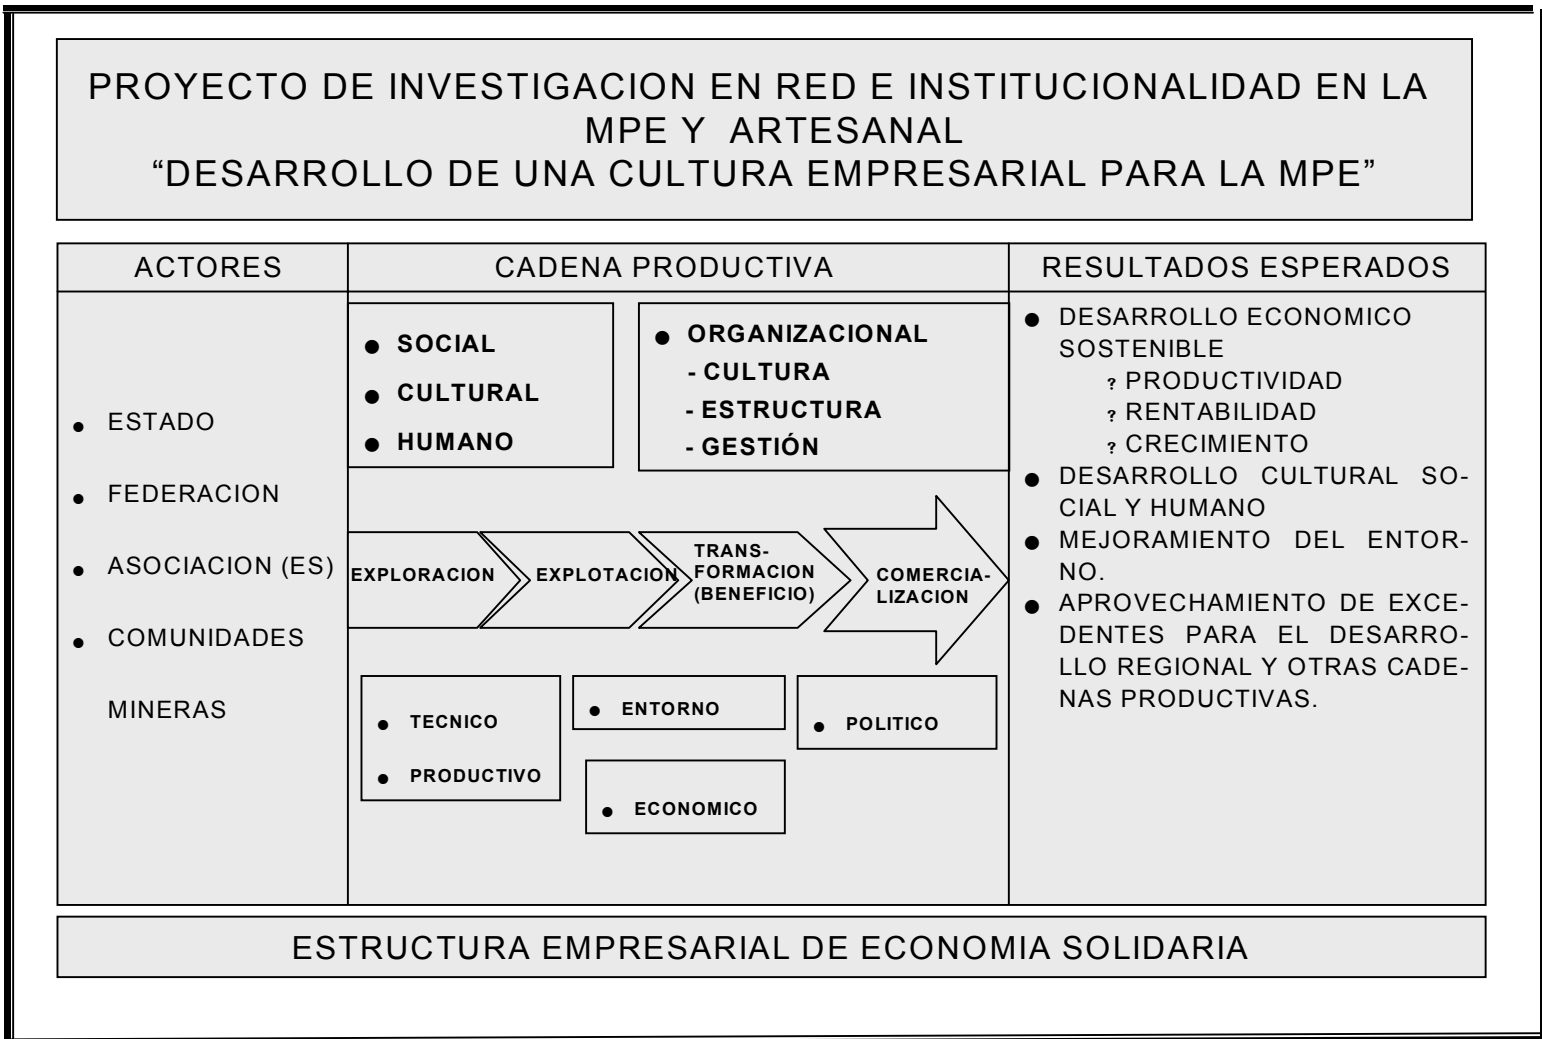 PROYECTO DE INVESTIGACION EN RED E INSTITUCIONALIDAD EN LA
MPE Y ARTESANAL
“DESARROLLO DE UNA CULTURA EMPRESARIAL PARA LA MPE”
ACTORES
● ESTADO
● FEDERACION
● ASOCIACION (ES)
● COMUNIDADES
MINERAS
CADENA PRODUCTIVA
● SOCIAL
● CULTURAL
● HUMANO
● ORGANIZACIONAL
- CULTURA
- ESTRUCTURA
- GESTIÓN
EXPLORACION
EXPLOTACION
TRANS-
FORMACION
(BENEFICIO)
COMERCIA-
LIZACION
● TECNICO
● PRODUCTIVO
● ENTORNO
● ECONOMICO
● POLITICO
RESULTADOS ESPERADOS
● DESARROLLO ECONOMICO
SOSTENIBLE
? PRODUCTIVIDAD
? RENTABILIDAD
? CRECIMIENTO
● DESARROLLO CULTURAL SO-
CIAL Y HUMANO
● MEJORAMIENTO DEL ENTOR-
NO.
● APROVECHAMIENTO DE EXCE-
DENTES PARA EL DESARRO-
LLO REGIONAL Y OTRAS CADE-
NAS PRODUCTIVAS.
ESTRUCTURA EMPRESARIAL DE ECONOMIA SOLIDARIA